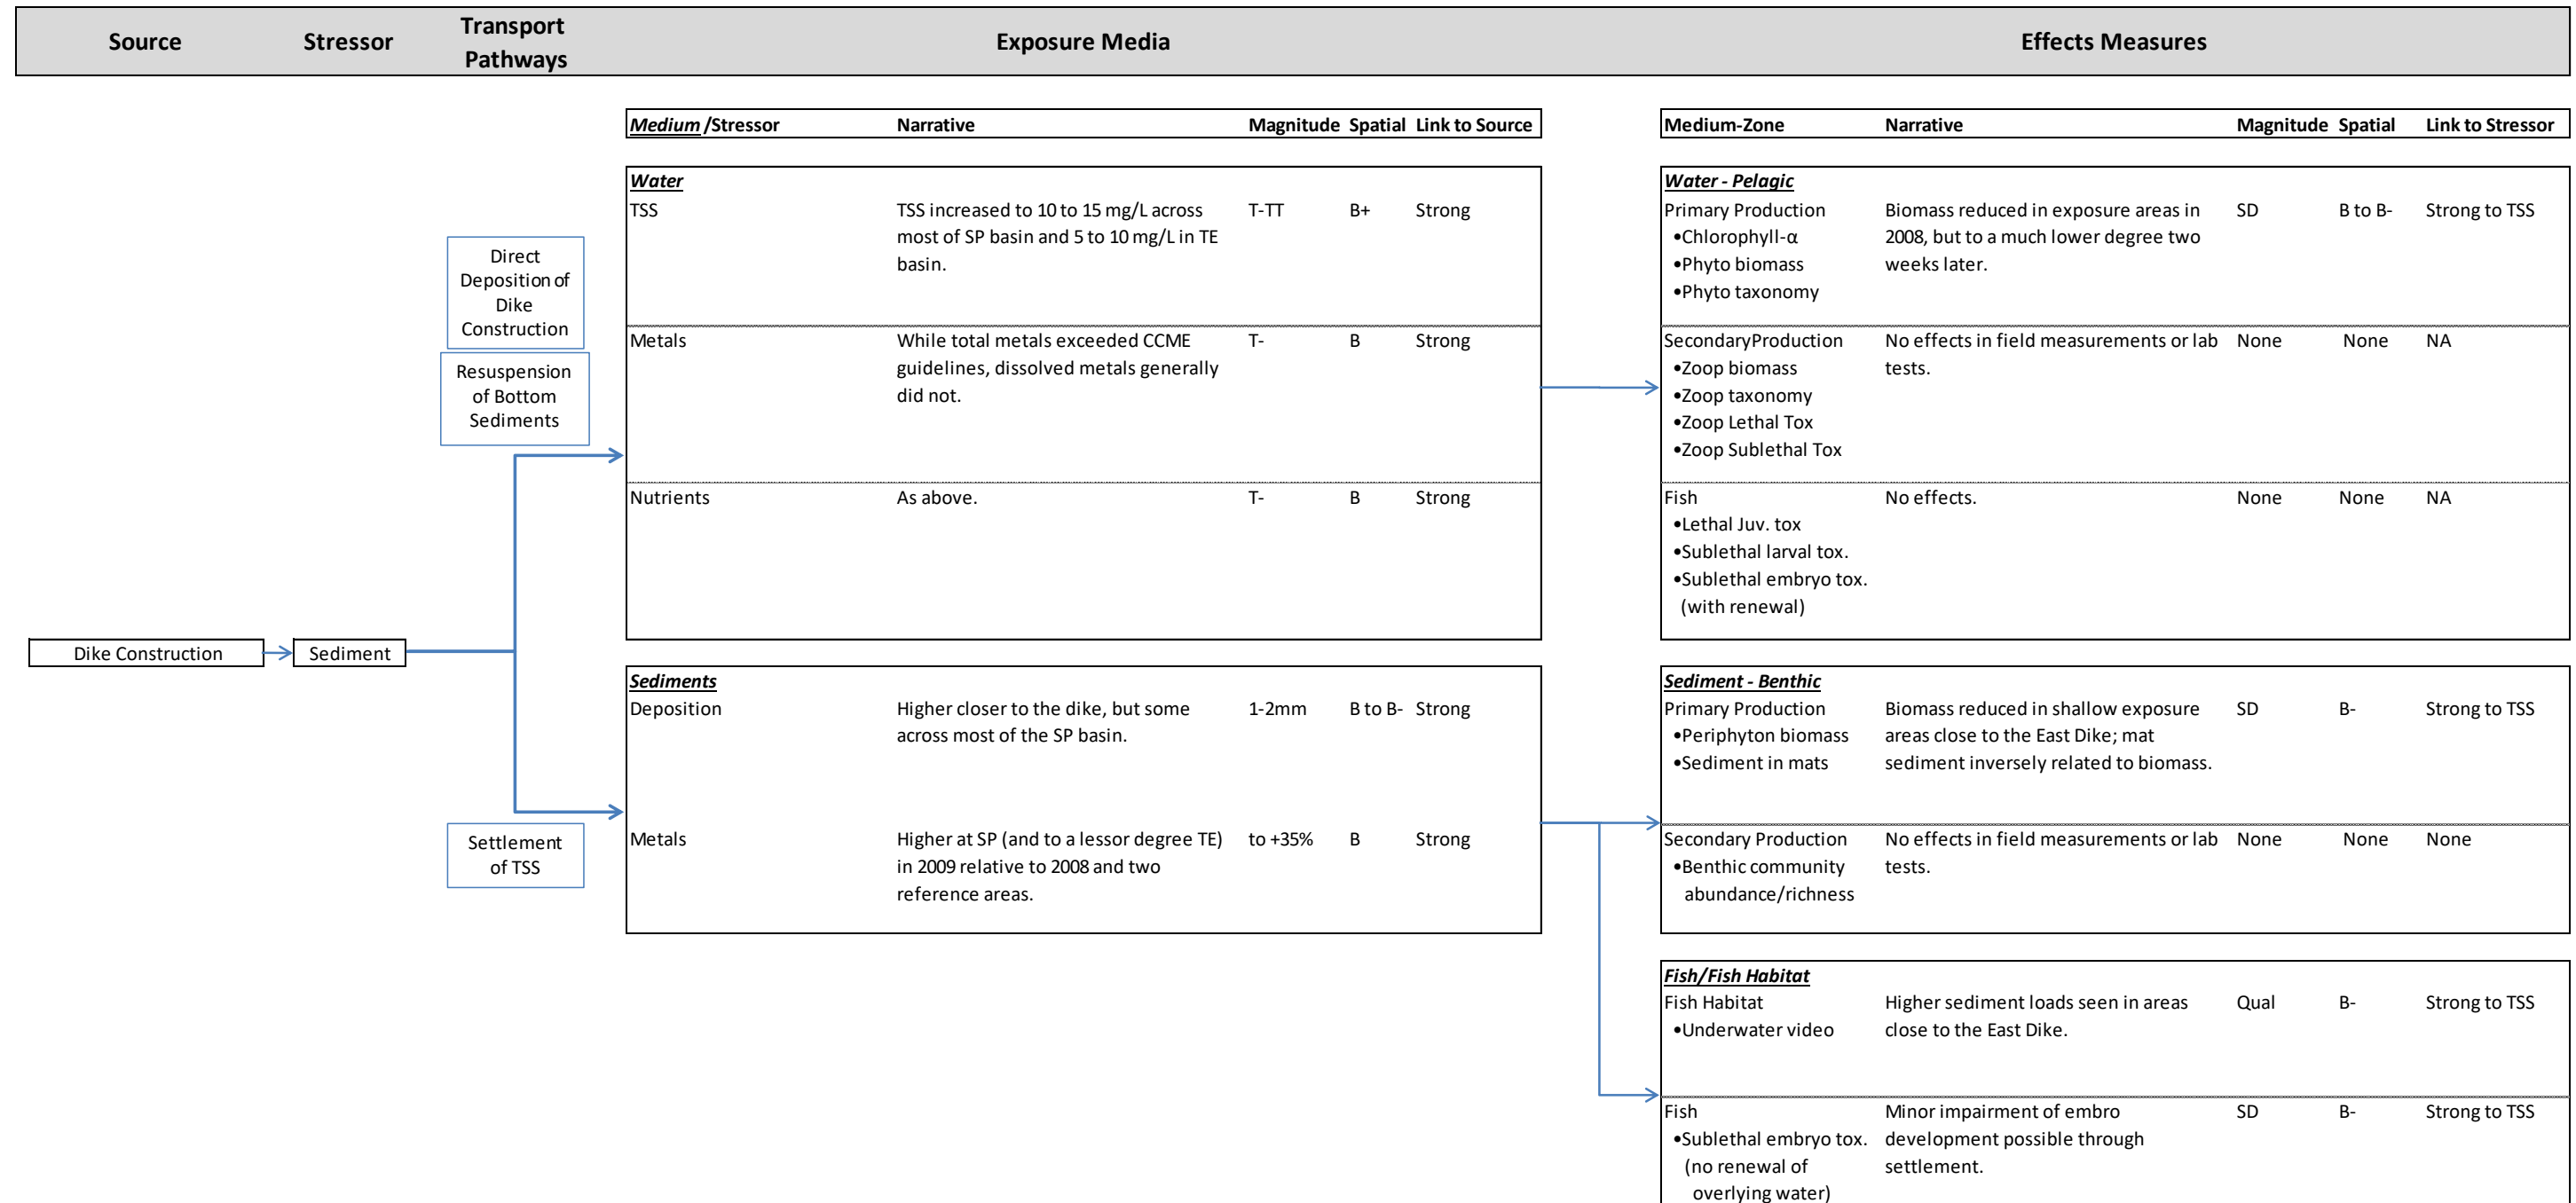 Source Stressor Transport Pathways Exposure Media Effects Measures
Medium /Stressor Narrative Magnitude Spatial Link to Source
Water
TSS TSS increased to 10 to 15 mg/L across T-TT B+ Strong
most of SP basin and 5 to 10 mg/L in TE
basin.
Metals While total metals exceeded CCME T- B Strong
guidelines, dissolved metals generally
did not.
Nutrients As above. T- B Strong
Direct
Deposition of
Dike
Construction
Resuspension
of Bottom
Sediments
Dike Construction
Sediment
Settlement
of TSS
Sediments
Deposition Higher closer to the dike, but some 1-2mm B to B- Strong
across most of the SP basin.
Metals Higher at SP (and to a lessor degree TE) to +35% B Strong
in 2009 relative to 2008 and two
reference areas.
Medium-Zone Narrative Magnitude Spatial Link to Stressor
Water - Pelagic
Primary Production Biomass reduced in exposure areas in SD B to B- Strong to TSS
•Chlorophyll-α 2008, but to a much lower degree two
•Phyto biomass weeks later.
•Phyto taxonomy
SecondaryProduction No effects in field measurements or lab None None NA
•Zoop biomass tests.
•Zoop taxonomy
•Zoop Lethal Tox
•Zoop Sublethal Tox
Fish No effects. None None NA
•Lethal Juv. tox
•Sublethal larval tox.
•Sublethal embryo tox.
(with renewal)
Sediment - Benthic
Primary Production Biomass reduced in shallow exposure SD B- Strong to TSS
•Periphyton biomass areas close to the East Dike; mat
•Sediment in mats sediment inversely related to biomass.
Secondary Production No effects in field measurements or lab None None None
•Benthic community tests.
abundance/richness
Fish/Fish Habitat
Fish Habitat Higher sediment loads seen in areas Qual B- Strong to TSS
•Underwater video close to the East Dike.
Fish Minor impairment of embro SD B- Strong to TSS
•Sublethal embryo tox. development possible through
(no renewal of settlement.
overlying water)